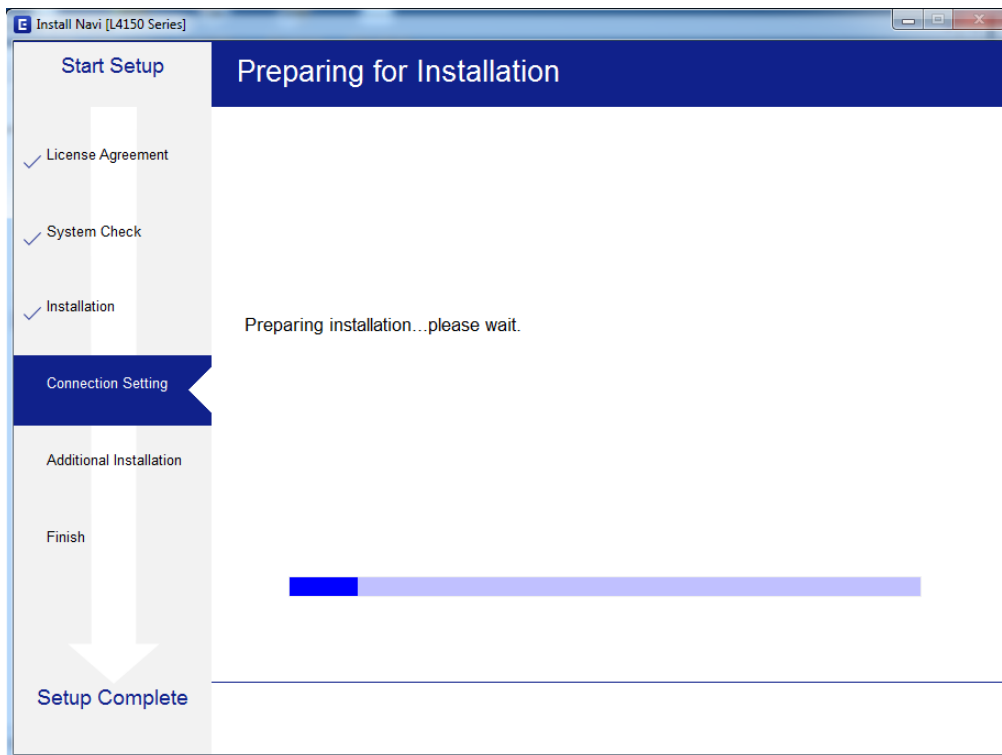 E Install Navi [L4150 Series]
Start Setup
Preparing for Installation
License Agreement
System Check
Installation
Preparing installation...please wait.
Connection Setting
Additional Installation
Finish
Setup Complete